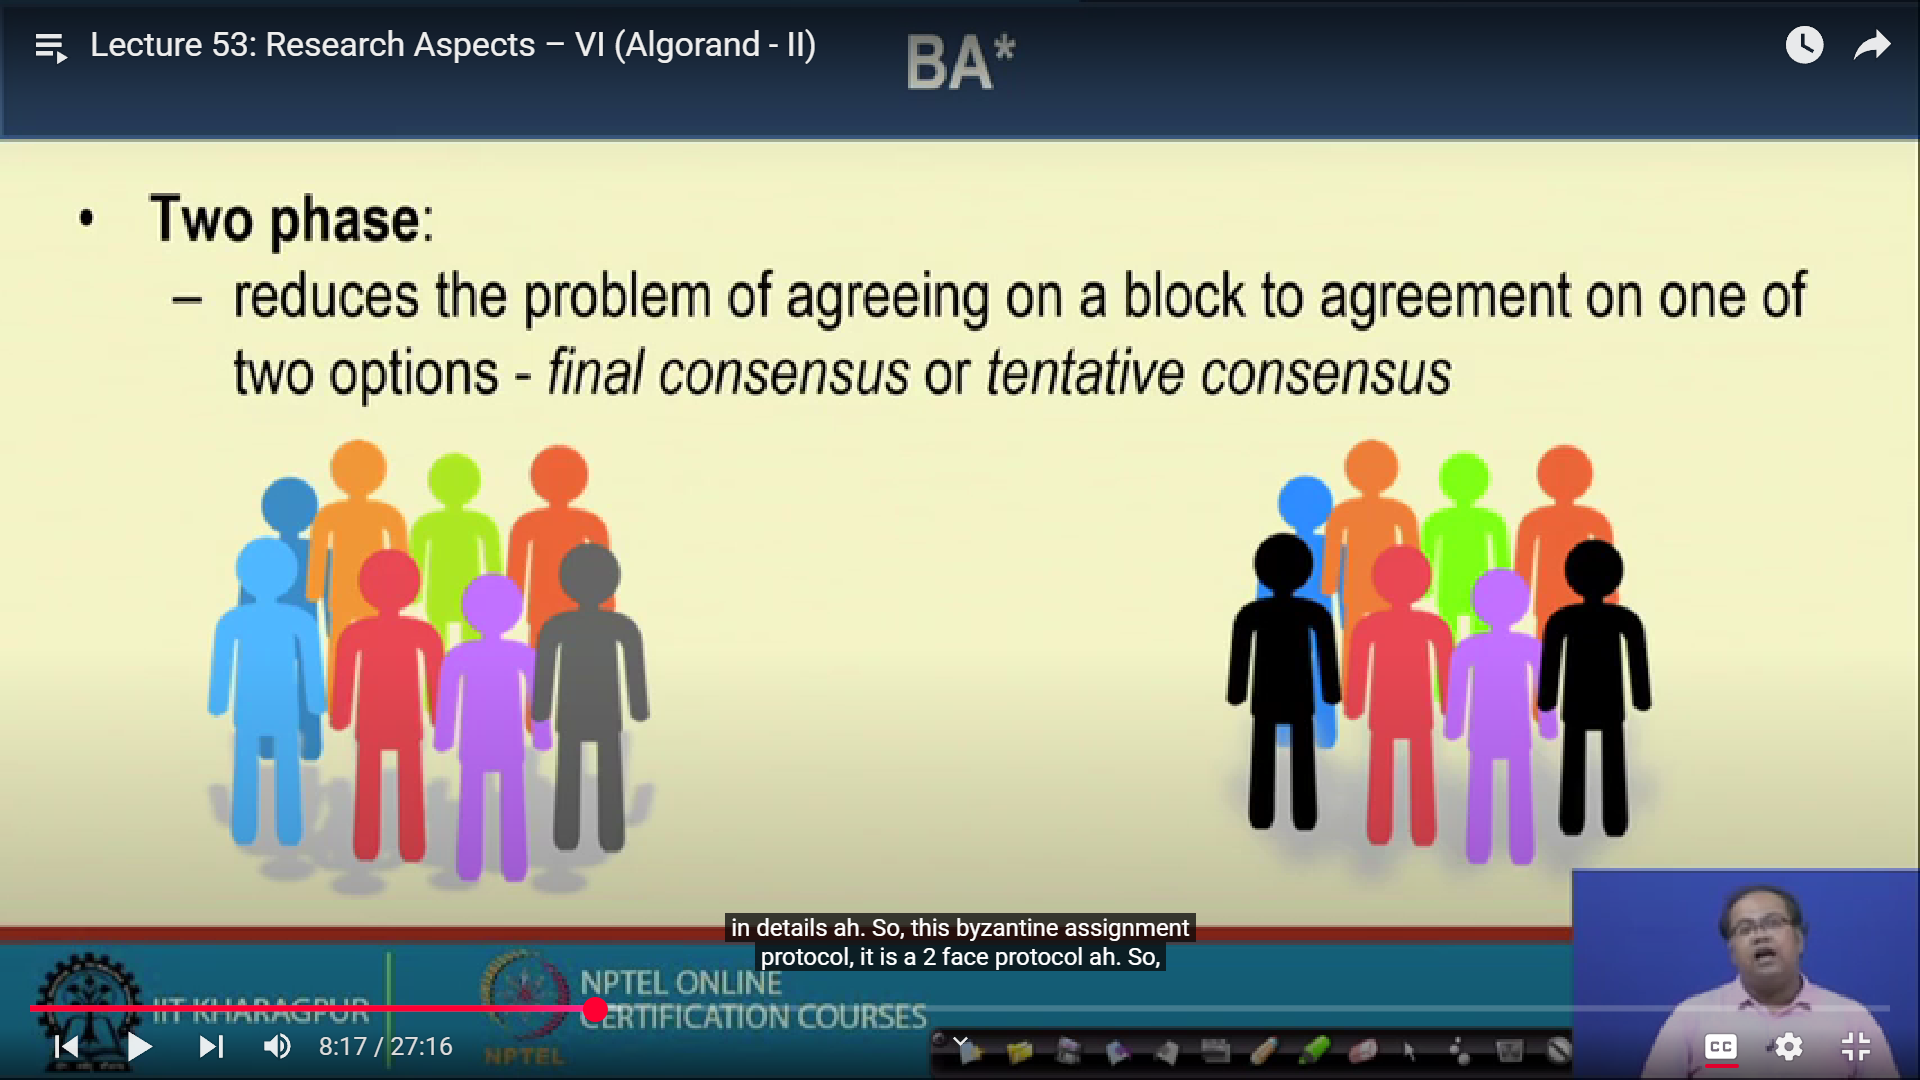 Lecture 53: Research Aspects – VI (Algorand - II)
BA*
• Two phase:
– reduces the problem of agreeing on a block to agreement on one of
two options - final consensus or tentative consensus
in details ah. So, this byzantine assignment
protocol, it is a 2 face protocol ah. So,
IIT KHARAGPUR
NPTEL
NPTEL ONLINE
CERTIFICATION COURSES
8:17 / 27:16
CC